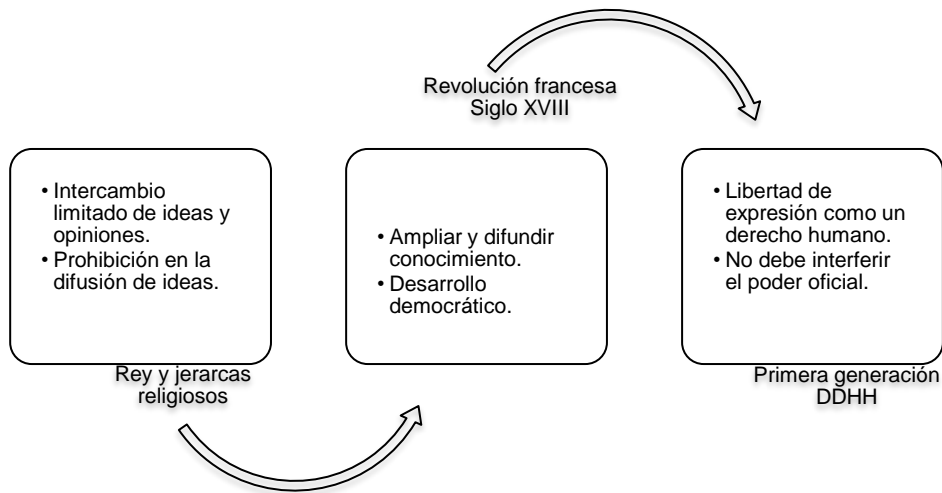 • Intercambio
limitado de ideas y
opiniones.
• Prohibición en la
difusión de ideas.
Rey y jerarcas
religiosos
Revolución francesa
Siglo XVIII
• Ampliar y difundir
conocimiento.
• Desarrollo
democrático.
• Libertad de
expresión como un
derecho humano.
• No debe interferir
el poder oficial.
Primera generación
DDHH